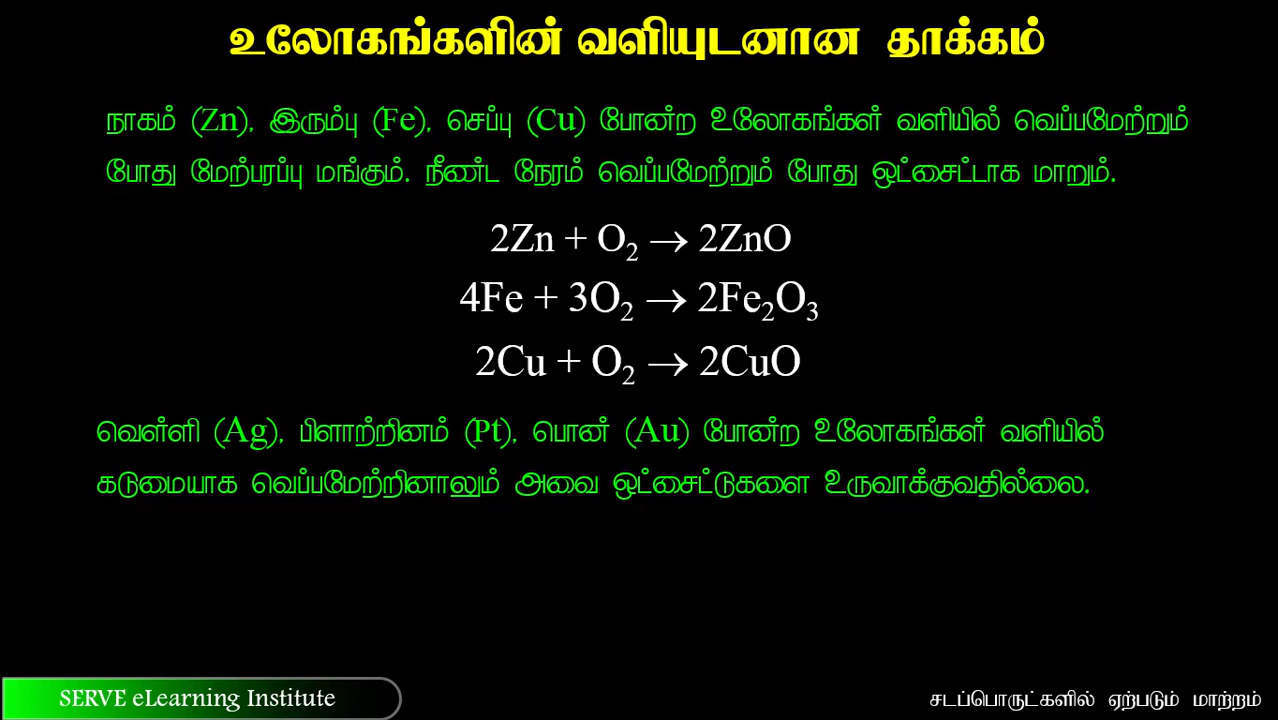 உலோகங்களின் வளியுடனான தாக்கம்
நாகம் (Zn), இரும்பு (Fe), செப்பு (Cu) போன்ற உலோகங்கள் வளியில் வெப்பமேற்றும்
போது மேற்பரப்பு மங்கும். நீண்ட நேரம் வெப்பமேற்றும் போது ஒட்சைட்டாக மாறும்.
2Zn + O₂ → 2ZnO
4Fe + 3O₂ → 2Fe₂O₃
2Cu + O₂ → 2CuO
வெள்ளி (Ag), பிளாற்றினம் (Pt), பொன் (Au) போன்ற உலோகங்கள் வளியில்
கடுமையாக வெப்பமேற்றினாலும் அவை ஒட்சைட்டுகளை உருவாக்குவதில்லை.
SERVE eLearning Institute
சடப்பொருட்களில் ஏற்படும் மாற்றம்